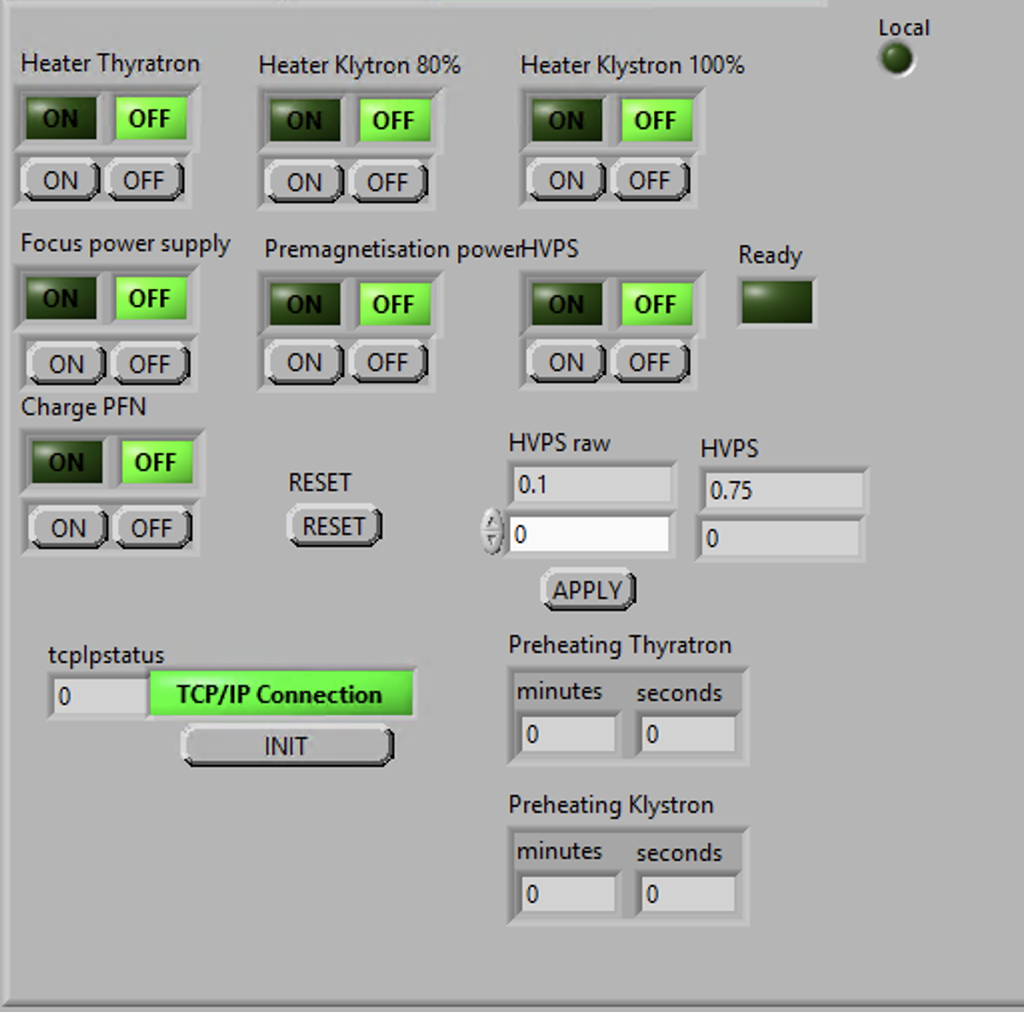 Local
Heater Thyratron
Heater Klytron 80%
Heater Klystron 100%
ON OFF
ON OFF
ON OFF
ON OFF
ON OFF
ON OFF
Focus power supply
Premagnetisation power
HVPS
Ready
ON OFF
ON OFF
ON OFF
ON OFF
ON OFF
ON OFF
Charge PFN
ON OFF
ON OFF
RESET
RESET
HVPS raw
0.1
0
APPLY
HVPS
0.75
0
tcpIpstatus
0
TCP/IP Connection
INIT
Preheating Thyratron
minutes seconds
0 0
Preheating Klystron
minutes seconds
0 0